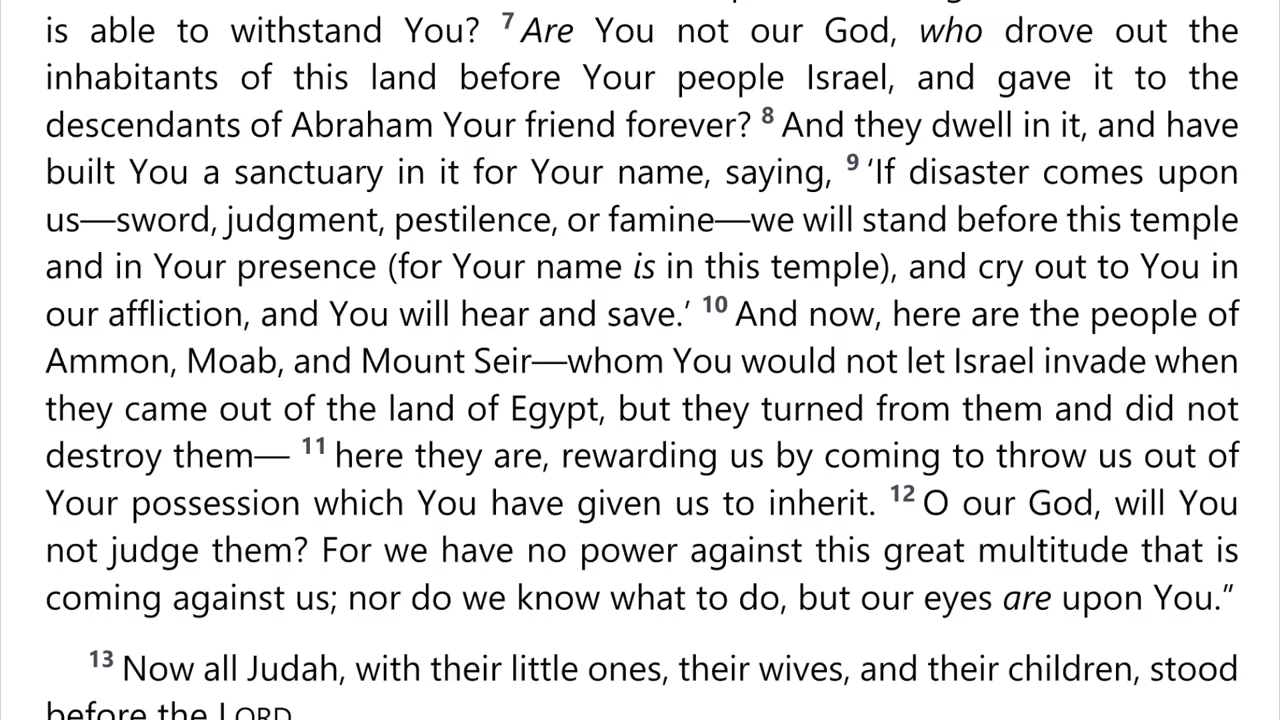 is able to withstand You? 7 Are You not our God, who drove out the
inhabitants of this land before Your people Israel, and gave it to the
descendants of Abraham Your friend forever? 8 And they dwell in it, and have
built You a sanctuary in it for Your name, saying, 9 ‘If disaster comes upon
us—sword, judgment, pestilence, or famine—we will stand before this temple
and in Your presence (for Your name is in this temple), and cry out to You in
our affliction, and You will hear and save.’ 10 And now, here are the people of
Ammon, Moab, and Mount Seir—whom You would not let Israel invade when
they came out of the land of Egypt, but they turned from them and did not
destroy them— 11 here they are, rewarding us by coming to throw us out of
Your possession which You have given us to inherit. 12 O our God, will You
not judge them? For we have no power against this great multitude that is
coming against us; nor do we know what to do, but our eyes are upon You.”
13 Now all Judah, with their little ones, their wives, and their children, stood
before the LORD.